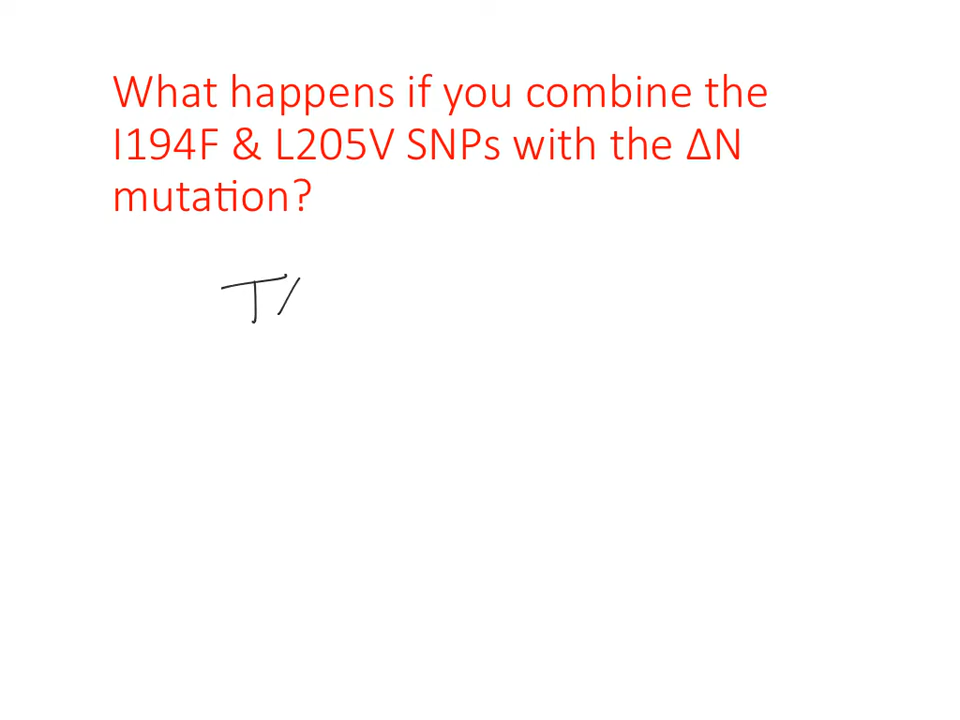 What happens if you combine the
I194F & L205V SNPs with the ΔN
mutation?
T/